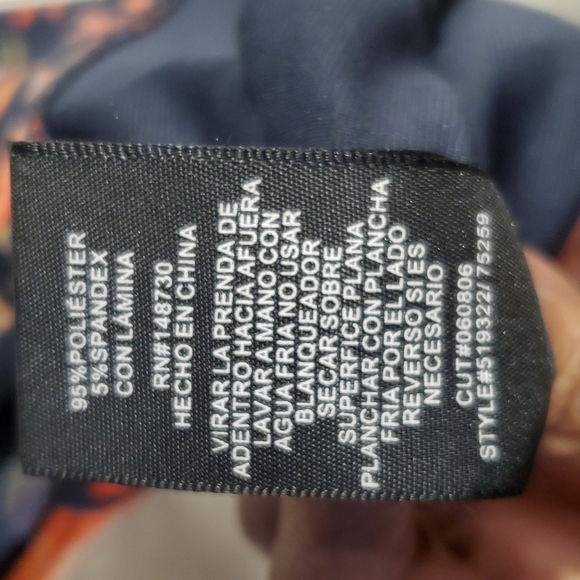 95%POLIÉSTER
5%SPANDEX
CON LÁMINA
RN#148730
HECHO EN CHINA
VIRAR LA PRENDA DE
ADENTRO HACIA AFUERA
LAVAR A MANO CON
AGUA FRIA NO USAR
BLANQUEADOR
SECAR SOBRE
SUPERFICE PLANA
PLANCHAR CON PLANCHA
FRIA POR EL LADO
REVERSO SI ES
NECESARIO
CUT#060806
STYLE#519322/ 75259